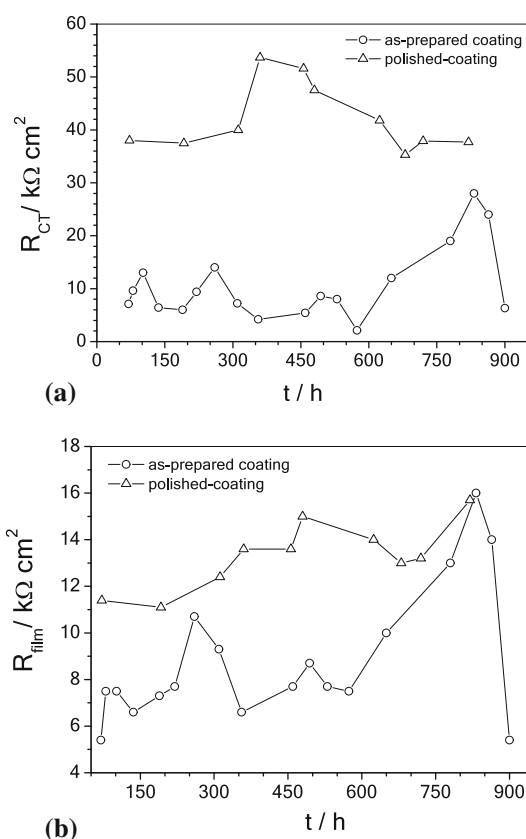 60
50
40
30
20
10
0
R_CT / kΩ cm²
as-prepared coating
polished-coating
0 150 300 450 600 750 900
t / h
(a)
18
16
14
12
10
8
6
4
R_film / kΩ cm²
as-prepared coating
polished-coating
150 300 450 600 750 900
t / h
(b)